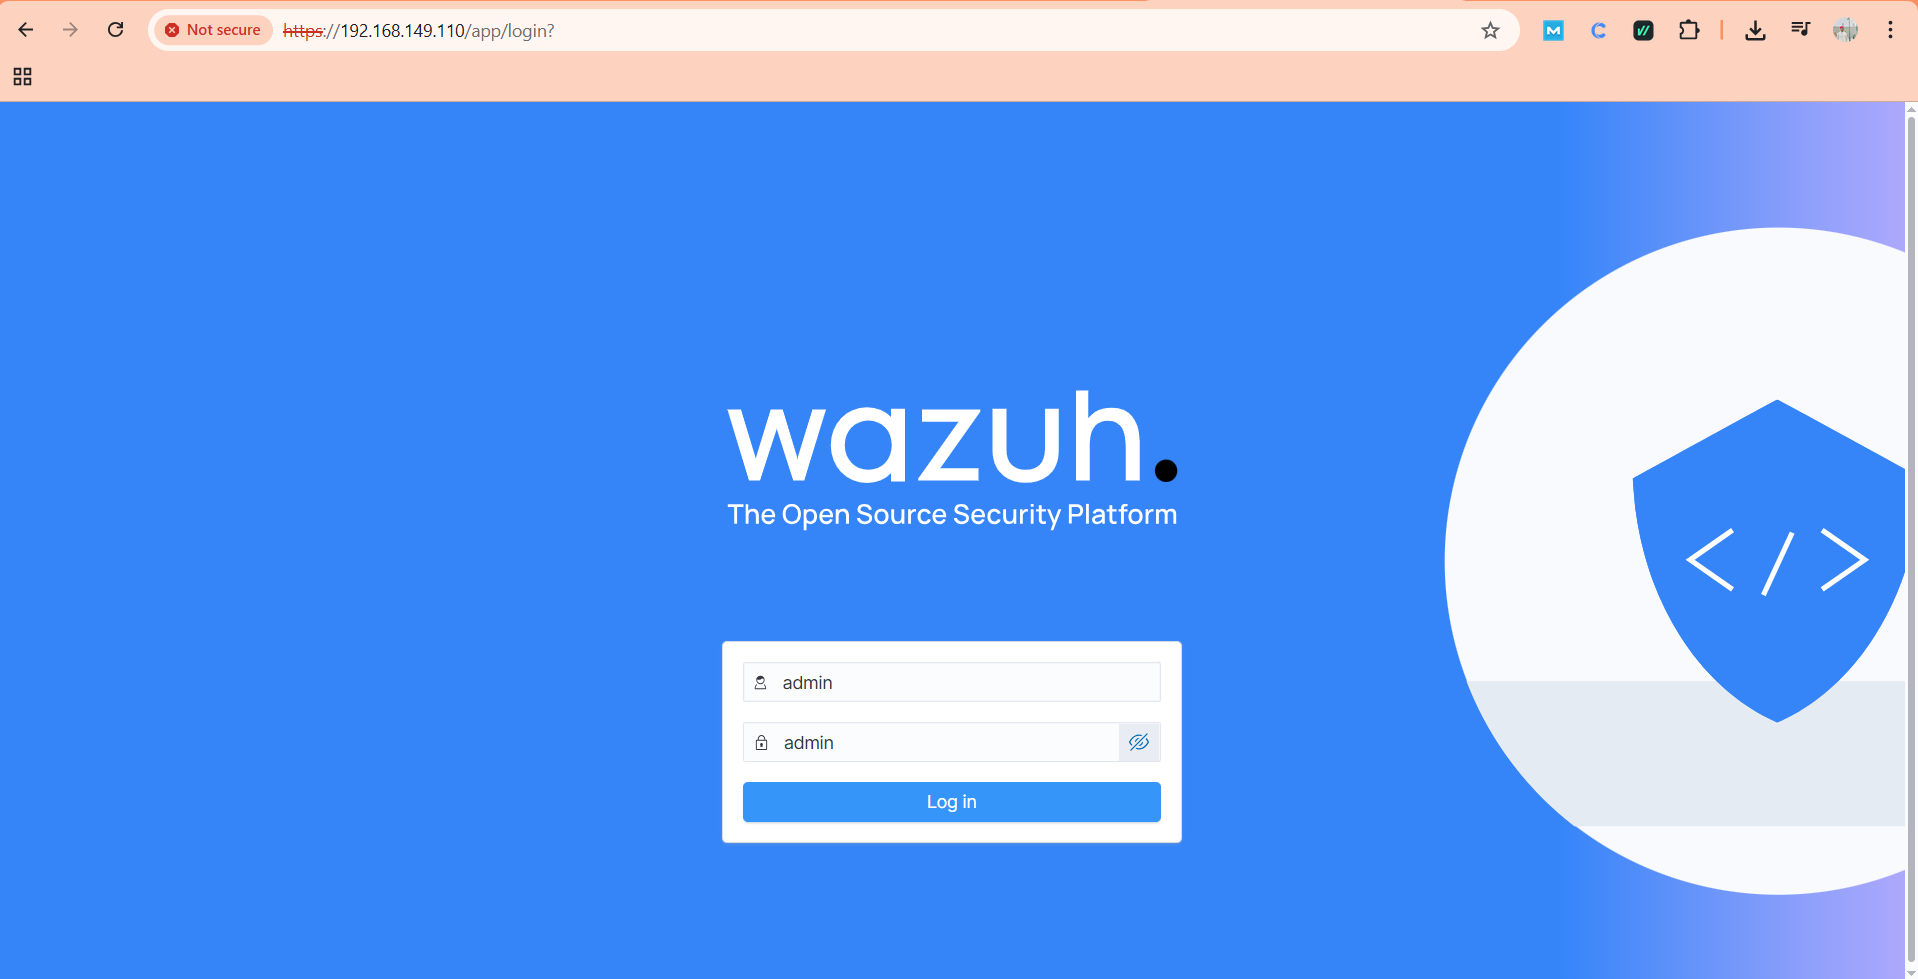 Not secure https://192.168.149.110/app/login?
wazuh.
The Open Source Security Platform
</>
admin
admin
Log in